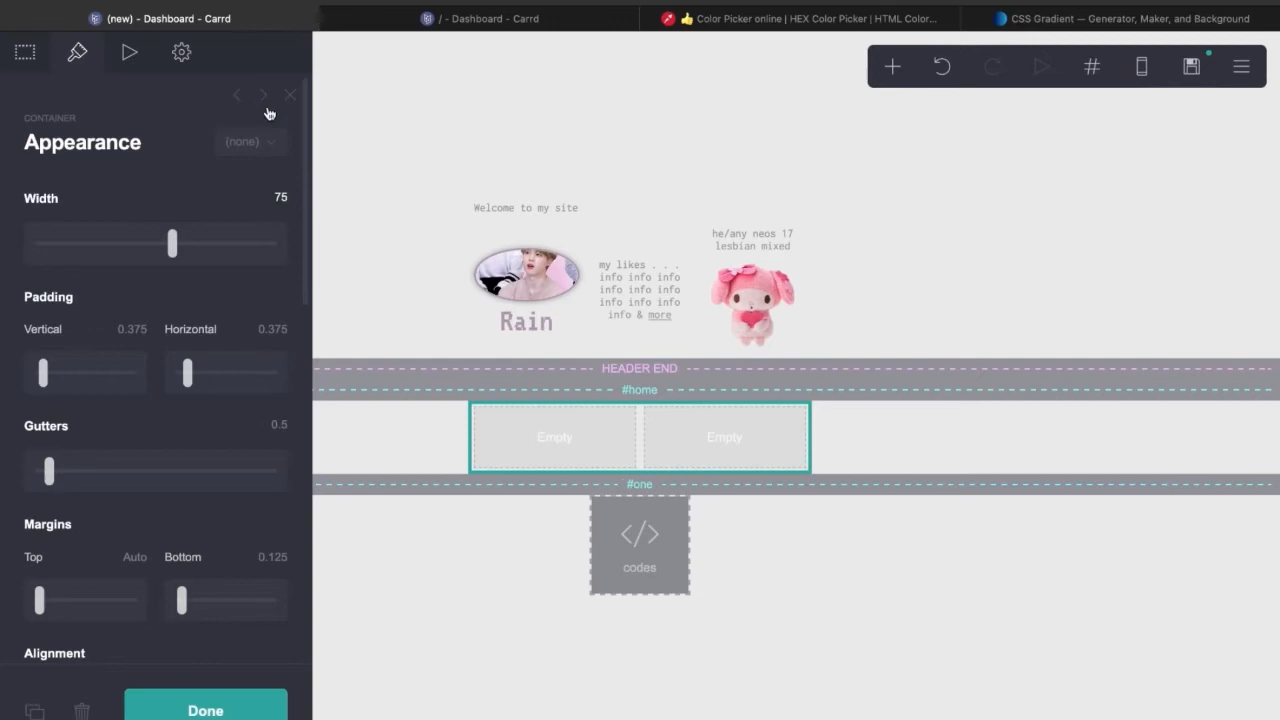 (new) - Dashboard - Carrd
/ - Dashboard - Carrd
👍 Color Picker online | HEX Color Picker | HTML Color...
CSS Gradient — Generator, Maker, and Background
CONTAINER
Appearance
(none)
Width
75
Padding
Vertical
0.375
Horizontal
0.375
Gutters
0.5
Margins
Top
Auto
Bottom
0.125
Alignment
Done
Welcome to my site
Rain
my likes . . .
info info info
info info info
info info info
info & more
he/any neos 17
lesbian mixed
HEADER END
#home
Empty
Empty
#one
</>
codes